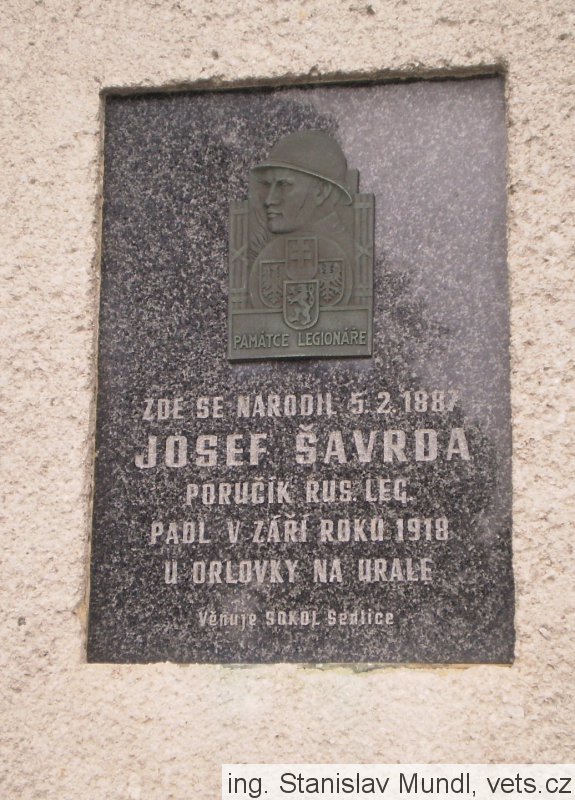 PAMÁTCE LEGIONÁŘE
ZDE SE NARODIL 5.2.1887
JOSEF ŠAVRDA
PORUČÍK RUS. LEG.
PADL V ZÁŘÍ ROKU 1918
U ORLOVKY NA URALE
Věnuje SOKOL Sedlice
ing. Stanislav Mundl, vets.cz